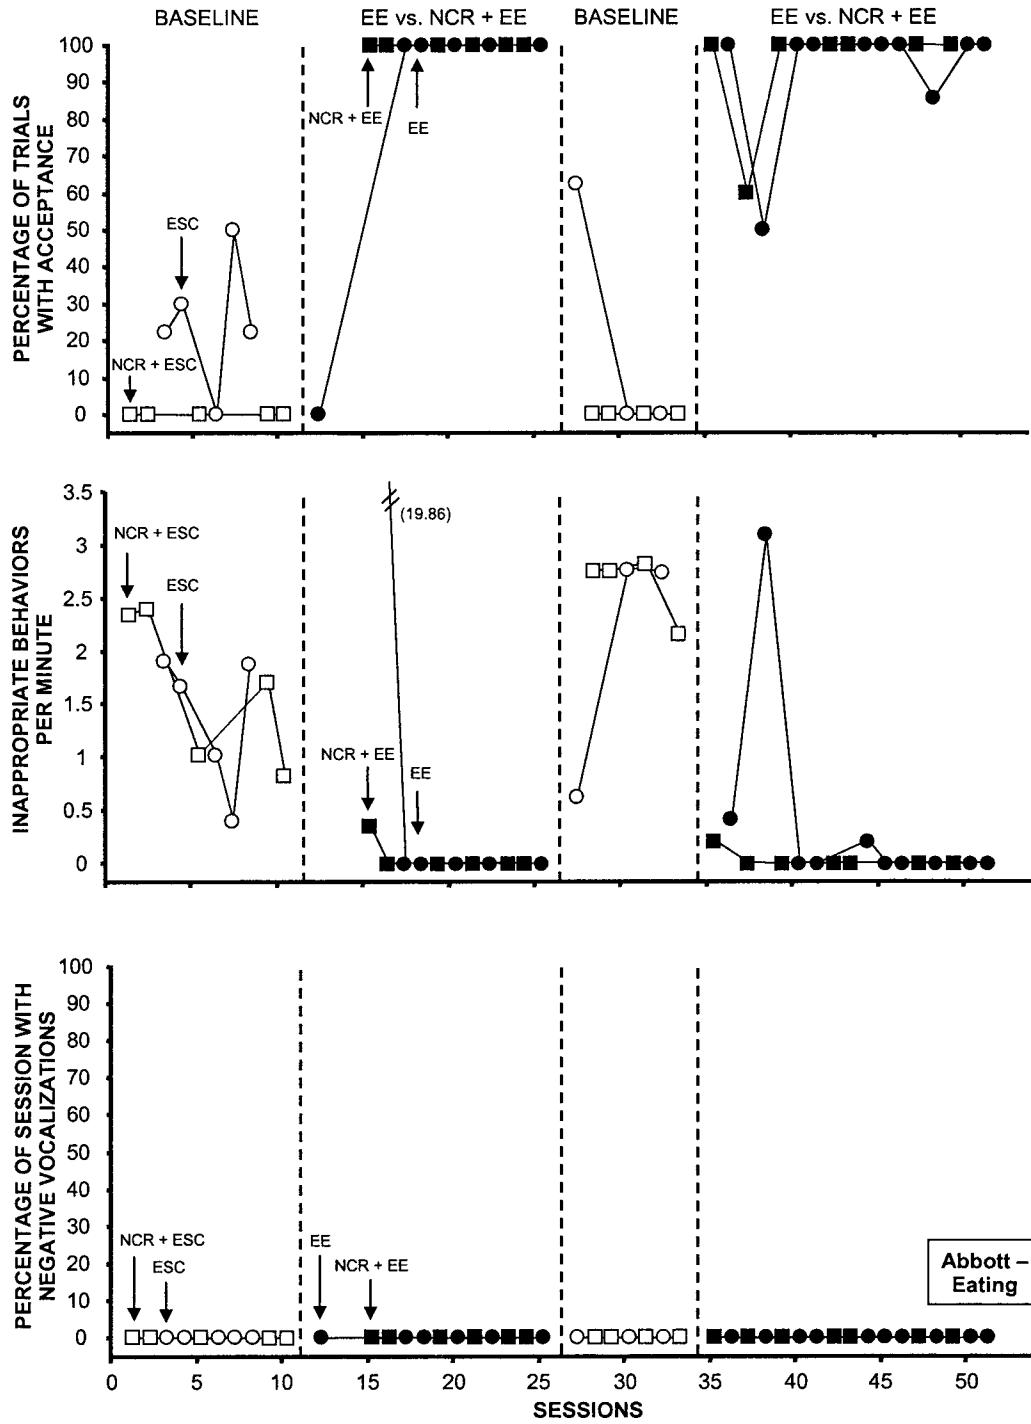 BASELINE EE vs. NCR + EE BASELINE EE vs. NCR + EE
PERCENTAGE OF TRIALS
WITH ACCEPTANCE
100
90
80
70
60
50
40
30
20
10
0
NCR + EE
EE
ESC
NCR + ESC
INAPPROPRIATE BEHAVIORS
PER MINUTE
3.5
3
2.5
2
1.5
1
0.5
0
(19.86)
NCR + ESC
ESC
NCR + EE
EE
PERCENTAGE OF SESSION WITH
NEGATIVE VOCALIZATIONS
100
90
80
70
60
50
40
30
20
10
0
NCR + ESC
ESC
EE
NCR + EE
Abbott –
Eating
0 5 10 15 20 25 30 35 40 45 50
SESSIONS